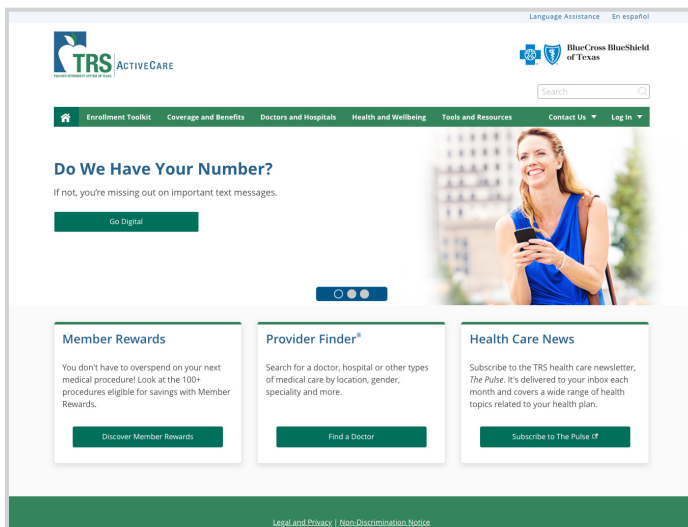 Language Assistance En español
TRS ACTIVECARE
TEACHER RETIREMENT SYSTEM OF TEXAS
BlueCross BlueShield
of Texas
Search
Enrollment Toolkit Coverage and Benefits Doctors and Hospitals Health and Wellbeing Tools and Resources Contact Us Log In
Do We Have Your Number?
If not, you're missing out on important text messages.
Go Digital
Member Rewards
You don't have to overspend on your next
medical procedure! Look at the 100+
procedures eligible for savings with Member
Rewards.
Discover Member Rewards
Provider Finder®
Search for a doctor, hospital or other types
of medical care by location, gender,
speciality and more.
Find a Doctor
Health Care News
Subscribe to the TRS health care newsletter,
The Pulse. It's delivered to your inbox each
month and covers a wide range of health
topics related to your health plan.
Subscribe to The Pulse
Legal and Privacy | Non-Discrimination Notice